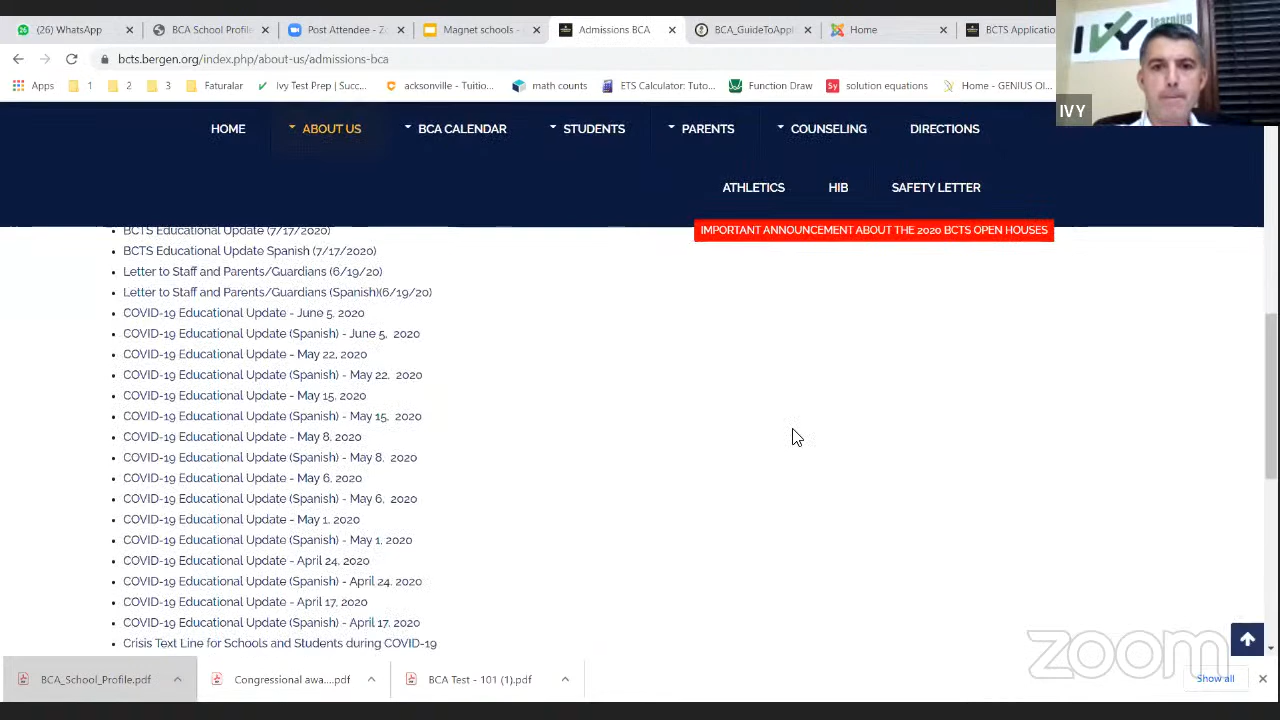 (26) WhatsApp
BCA School Profil
Post Attendee - Z
Map for schools
Admissions BCA
BCA_GuideToAp
Home
BCTS Applicatio
bcts.bergen.org/index.php/about-us/admissions-bca
Apps
3
Faturalar
Ivy Test Prep | Succ...
acksonville - Tuitio...
math counts
ETS Calculator: Tuto...
Function Draw
solution equations
Home – GENIUS Ol...
IVY
learning
IVY
HOME
ABOUT US
BCA CALENDAR
STUDENTS
PARENTS
COUNSELING
DIRECTIONS
ATHLETICS
HIB
SAFETY LETTER
IMPORTANT ANNOUNCEMENT ABOUT THE 2020 BCTS OPEN HOUSES
BCTS Educational Update (7/17/2020)
BCTS Educational Update Spanish (7/17/2020)
Letter to Staff and Parents/Guardians (6/19/20)
Letter to Staff and Parents/Guardians (Spanish)(6/19/20)
COVID-19 Educational Update - June 5, 2020
COVID-19 Educational Update (Spanish) - June 5, 2020
COVID-19 Educational Update - May 22, 2020
COVID-19 Educational Update (Spanish) - May 22, 2020
COVID-19 Educational Update - May 15, 2020
COVID-19 Educational Update (Spanish) - May 15, 2020
COVID-19 Educational Update - May 8, 2020
COVID-19 Educational Update (Spanish) - May 8, 2020
COVID-19 Educational Update - May 6, 2020
COVID-19 Educational Update (Spanish) - May 6, 2020
COVID-19 Educational Update - May 1, 2020
COVID-19 Educational Update (Spanish) - May 1, 2020
COVID-19 Educational Update - April 24, 2020
COVID-19 Educational Update (Spanish) - April 24, 2020
COVID-19 Educational Update - April 17, 2020
COVID-19 Educational Update (Spanish) - April 17, 2020
Crisis Text Line for Schools and Students during COVID-19
zoom
BCA_School_Profile.pdf
Congressional awa....pdf
BCA Test - 101 (1).pdf
Show all